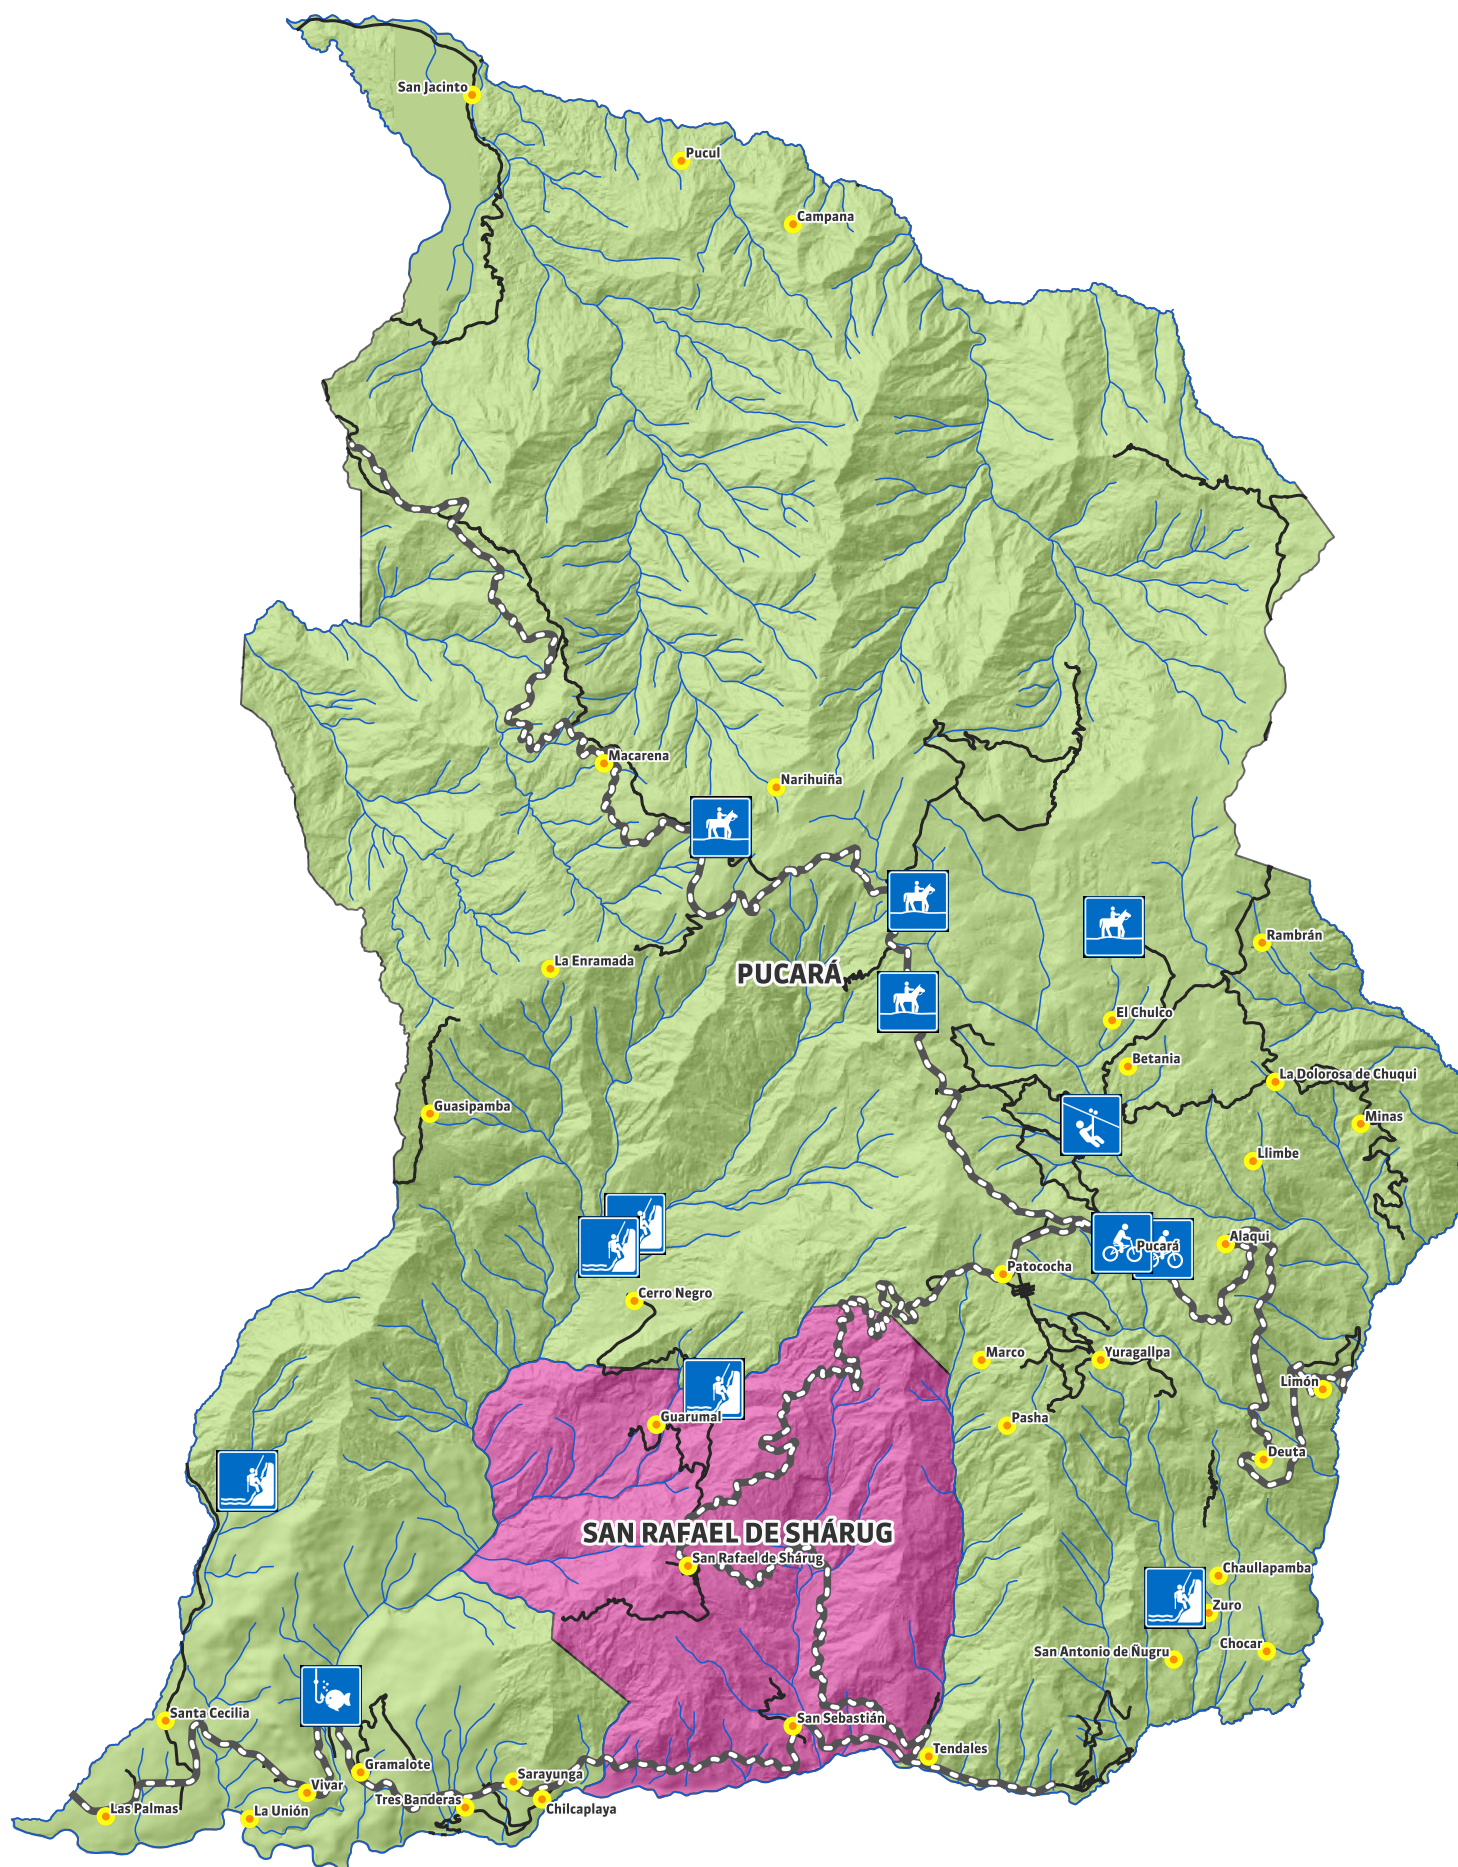 San Jacinto
Pucul
Campana
Macarena
Narihuiña
Rambrán
La Enramada
PUCARÁ
El Chulco
Betania
La Dolorosa de Chuqui
Guasipamba
Minas
Llimbe
Alaqui
Pucará
Patococha
Cerro Negro
Marco
Yuragallpa
Limón
Guarumal
Pasha
Deuta
SAN RAFAEL DE SHÁRUG
San Rafael de Shárug
Chaullapamba
Zuro
Chocar
San Antonio de Ñugru
Santa Cecilia
San Sebastián
Tendales
Gramalote
Sarayunga
Vivar
Tres Banderas
Las Palmas
La Unión
Chilcaplaya